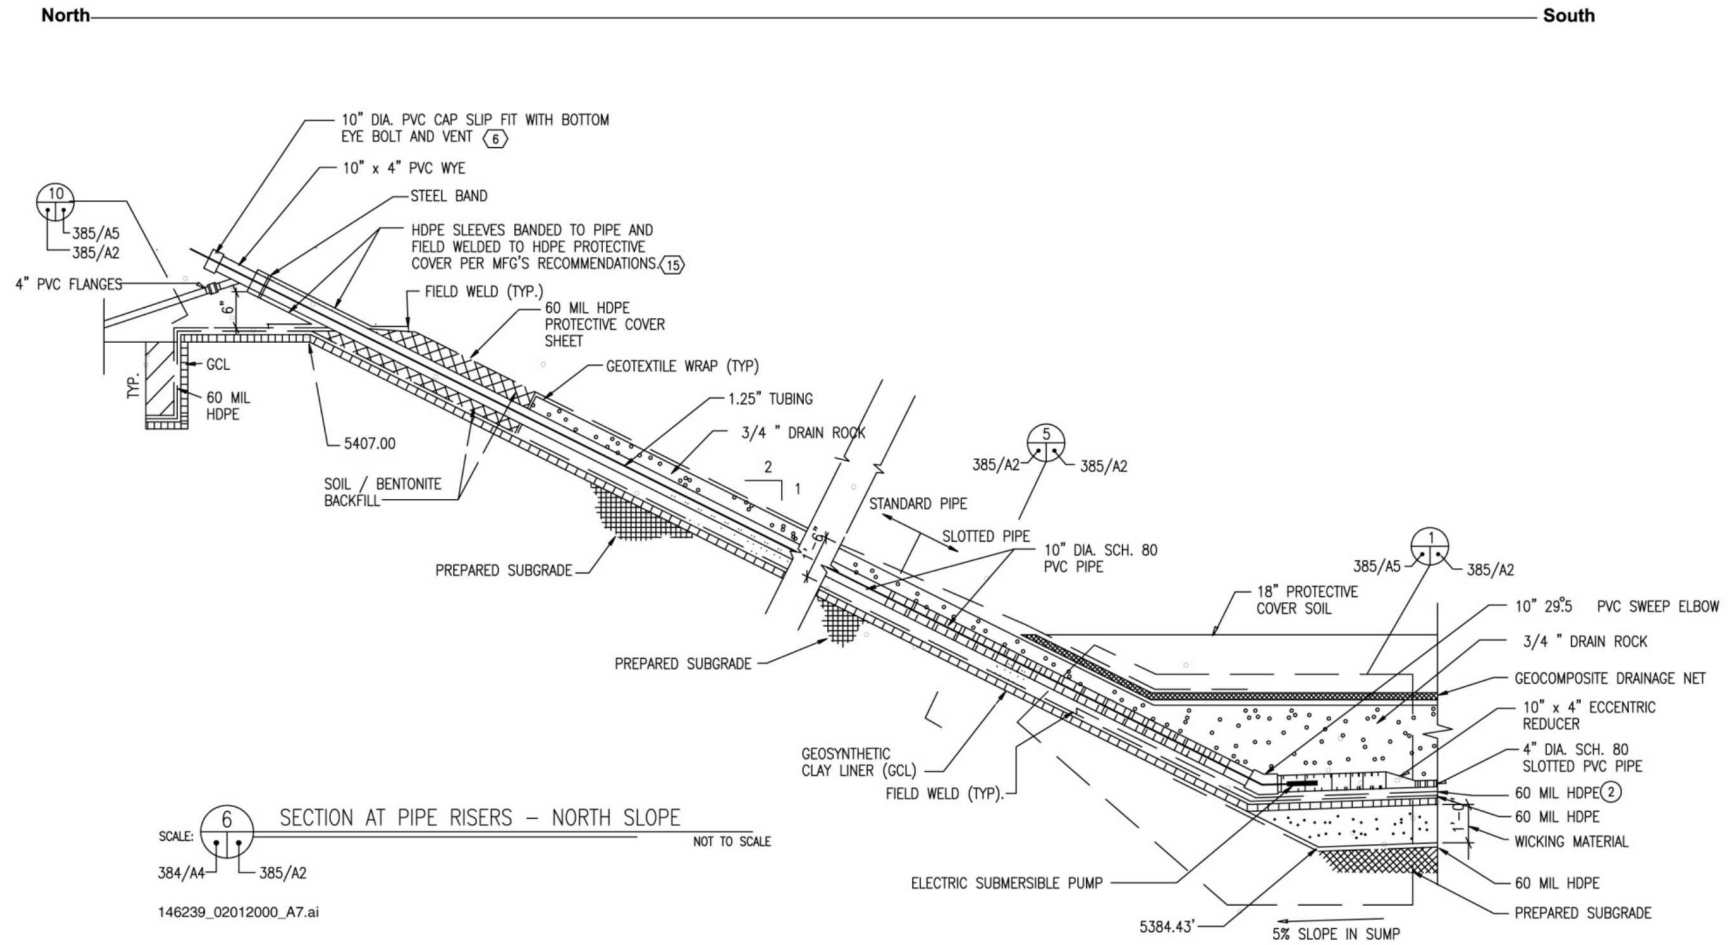 North
South
10" DIA. PVC CAP SLIP FIT WITH BOTTOM
EYE BOLT AND VENT 6
10" x 4" PVC WYE
STEEL BAND
10
385/A5
385/A2
HDPE SLEEVES BANDED TO PIPE AND
FIELD WELDED TO HDPE PROTECTIVE
COVER PER MFG'S RECOMMENDATIONS. 15
4" PVC FLANGES
FIELD WELD (TYP.)
6"
60 MIL HDPE
PROTECTIVE COVER
SHEET
GCL
TYP.
60 MIL
HDPE
GEOTEXTILE WRAP (TYP)
1.25" TUBING
3/4 " DRAIN ROCK
5407.00
2
1
SOIL / BENTONITE
BACKFILL
5
385/A2
385/A2
STANDARD PIPE
SLOTTED PIPE
1'-6"
10" DIA. SCH. 80
PVC PIPE
PREPARED SUBGRADE
1
385/A5
385/A2
18" PROTECTIVE
COVER SOIL
10" 29.5° PVC SWEEP ELBOW
3/4 " DRAIN ROCK
PREPARED SUBGRADE
GEOCOMPOSITE DRAINAGE NET
10" x 4" ECCENTRIC
REDUCER
GEOSYNTHETIC
CLAY LINER (GCL)
4" DIA. SCH. 80
SLOTTED PVC PIPE
FIELD WELD (TYP).
60 MIL HDPE 2
60 MIL HDPE
1'-0"
WICKING MATERIAL
ELECTRIC SUBMERSIBLE PUMP
60 MIL HDPE
PREPARED SUBGRADE
5384.43'
5% SLOPE IN SUMP
6
SECTION AT PIPE RISERS – NORTH SLOPE
SCALE:
NOT TO SCALE
384/A4
385/A2
146239_02012000_A7.ai